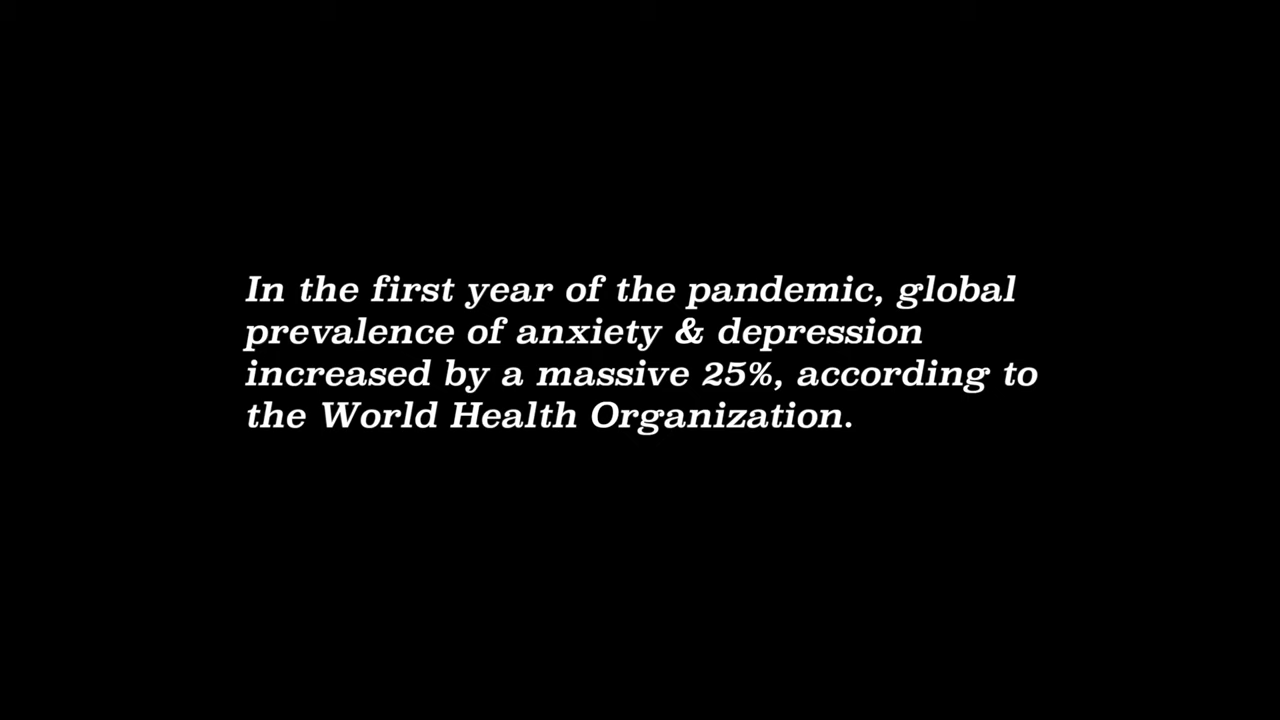 In the first year of the pandemic, global
prevalence of anxiety & depression
increased by a massive 25%, according to
the World Health Organization.